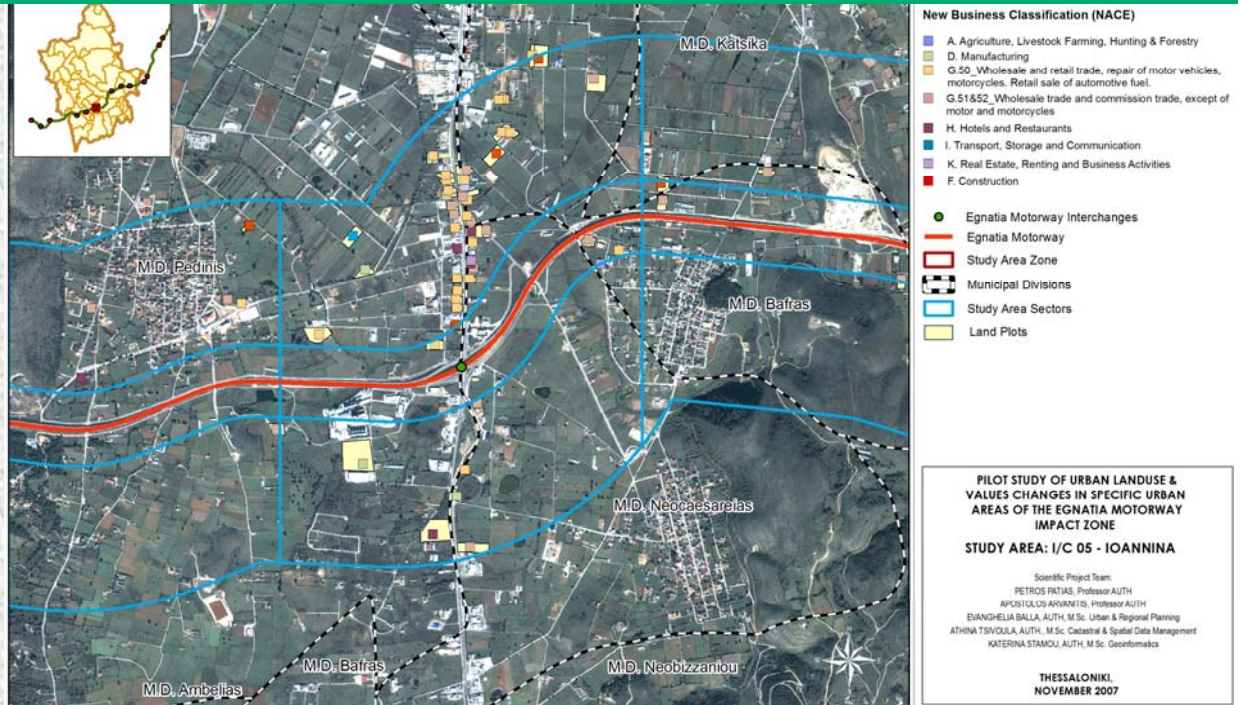 New Business Classification (NACE)
A. Agriculture, Livestock Farming, Hunting & Forestry
D. Manufacturing
G.50_Wholesale and retail trade, repair of motor vehicles,
motorcycles. Retail sale of automotive fuel.
G.51&52_Wholesale trade and commission trade, except of
motor and motorcycles
H. Hotels and Restaurants
I. Transport, Storage and Communication
K. Real Estate, Renting and Business Activities
F. Construction
Egnatia Motorway Interchanges
Egnatia Motorway
Study Area Zone
Municipal Divisions
Study Area Sectors
Land Plots
M.D. Katsika
M.D. Pedinis
M.D. Bafras
M.D. Neocaesareias
M.D. Bafras
M.D. Neobizzaniou
M.D. Ambelias
PILOT STUDY OF URBAN LANDUSE &
VALUES CHANGES IN SPECIFIC URBAN
AREAS OF THE EGNATIA MOTORWAY
IMPACT ZONE
STUDY AREA: I/C 05 - IOANNINA
Scientific Project Team:
PETROS PATIAS, Professor AUTH
APOSTOLOS ARVANITIS, Professor AUTH
EVANGHELIA BALLA, AUTH, M.Sc. Urban & Regional Planning
ATHINA TSIVOULA, AUTH., M.Sc. Cadastral & Spatial Data Management
KATERINA STAMOU, AUTH, M.Sc. Geoinformatics
THESSALONIKI,
NOVEMBER 2007